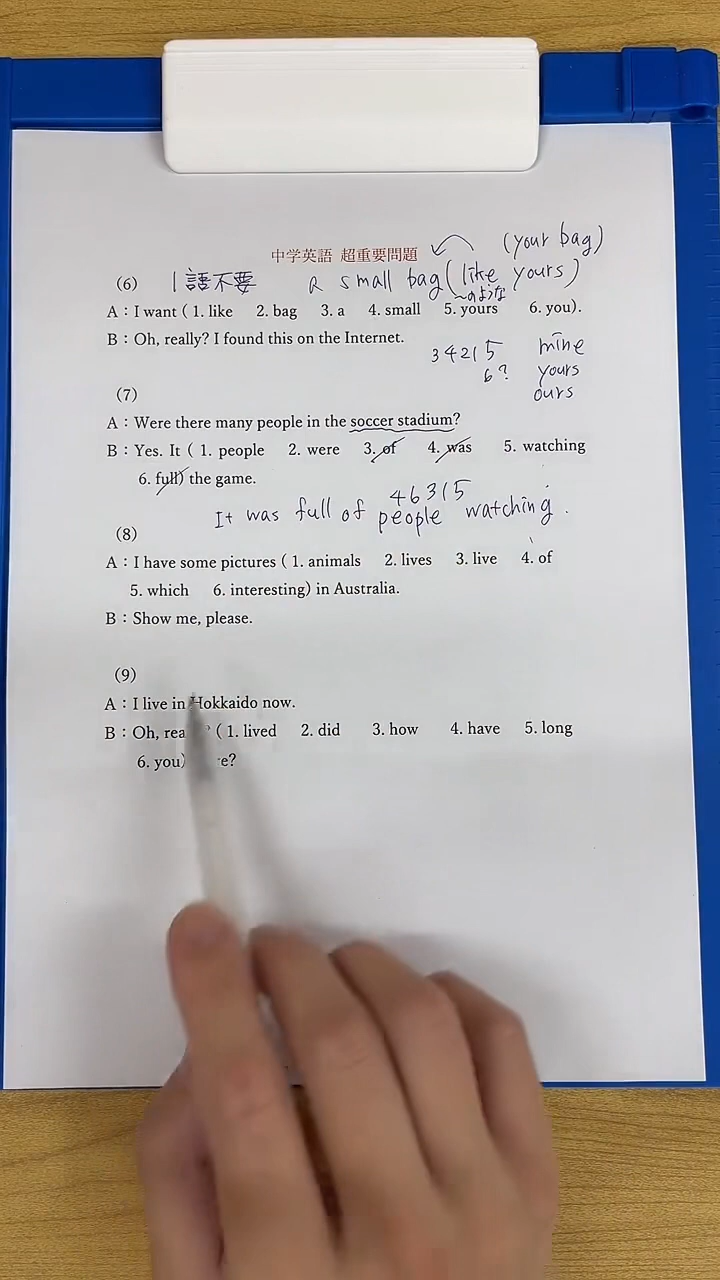 中学英語 超重要問題
(your bag)
(6) 1語不要 a small bag (like yours)
〜のような
A:I want ( 1. like 2. bag 3. a 4. small 5. yours 6. you).
B:Oh, really? I found this on the Internet.
34215 mine
6? yours
ours
(7)
A:Were there many people in the soccer stadium?
B:Yes. It ( 1. people 2. were 3. of 4. was 5. watching
6. full) the game.
46315
It was full of people watching.
(8)
A:I have some pictures ( 1. animals 2. lives 3. live 4. of
5. which 6. interesting) in Australia.
B:Show me, please.
(9)
A:I live in Hokkaido now.
B:Oh, ? ( 1. lived 2. did 3. how 4. have 5. long
6. you) ?